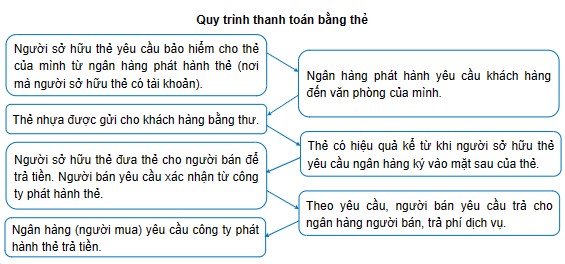 Quy trình thanh toán bằng thẻ
Người sở hữu thẻ yêu cầu bảo hiểm cho thẻ
của mình từ ngân hàng phát hành thẻ (nơi
mà người sở hữu thẻ có tài khoản).
Ngân hàng phát hành yêu cầu khách hàng
đến văn phòng của mình.
Thẻ nhựa được gửi cho khách hàng bằng thư.
Thẻ có hiệu quả kể từ khi người sở hữu thẻ
yêu cầu ngân hàng ký vào mặt sau của thẻ.
Người sở hữu thẻ đưa thẻ cho người bán để
trả tiền. Người bán yêu cầu xác nhận từ công
ty phát hành thẻ.
Theo yêu cầu, người bán yêu cầu trả cho
ngân hàng người bán, trả phí dịch vụ.
Ngân hàng (người mua) yêu cầu công ty phát
hành thẻ trả tiền.